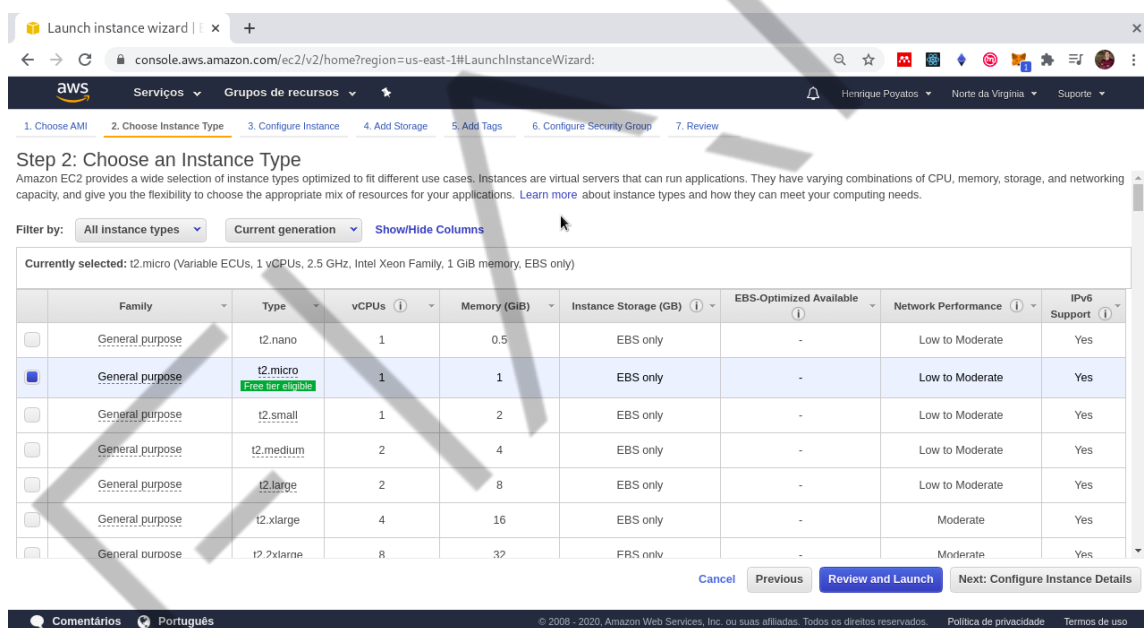 Launch instance wizard | E
console.aws.amazon.com/ec2/v2/home?region=us-east-1#LaunchInstanceWizard:
1
aws Serviços Grupos de recursos Henrique Poyatos Norte da Virgínia Suporte
1. Choose AMI 2. Choose Instance Type 3. Configure Instance 4. Add Storage 5. Add Tags 6. Configure Security Group 7. Review
Step 2: Choose an Instance Type
Amazon EC2 provides a wide selection of instance types optimized to fit different use cases. Instances are virtual servers that can run applications. They have varying combinations of CPU, memory, storage, and networking
capacity, and give you the flexibility to choose the appropriate mix of resources for your applications. Learn more about instance types and how they can meet your computing needs.
Filter by: All instance types Current generation Show/Hide Columns
Currently selected: t2.micro (Variable ECUs, 1 vCPUs, 2.5 GHz, Intel Xeon Family, 1 GiB memory, EBS only)
Family Type vCPUs Memory (GiB) Instance Storage (GB) EBS-Optimized Available Network Performance IPv6 Support
General purpose t2.nano 1 0.5 EBS only - Low to Moderate Yes
General purpose t2.micro 1 1 EBS only - Low to Moderate Yes
Free tier eligible
General purpose t2.small 1 2 EBS only - Low to Moderate Yes
General purpose t2.medium 2 4 EBS only - Low to Moderate Yes
General purpose t2.large 2 8 EBS only - Low to Moderate Yes
General purpose t2.xlarge 4 16 EBS only - Moderate Yes
General purpose t2.2xlarge 8 32 EBS only - Moderate Yes
Cancel Previous Review and Launch Next: Configure Instance Details
Comentários Português © 2008 - 2020, Amazon Web Services, Inc. ou suas afiliadas. Todos os direitos reservados. Política de privacidade Termos de uso